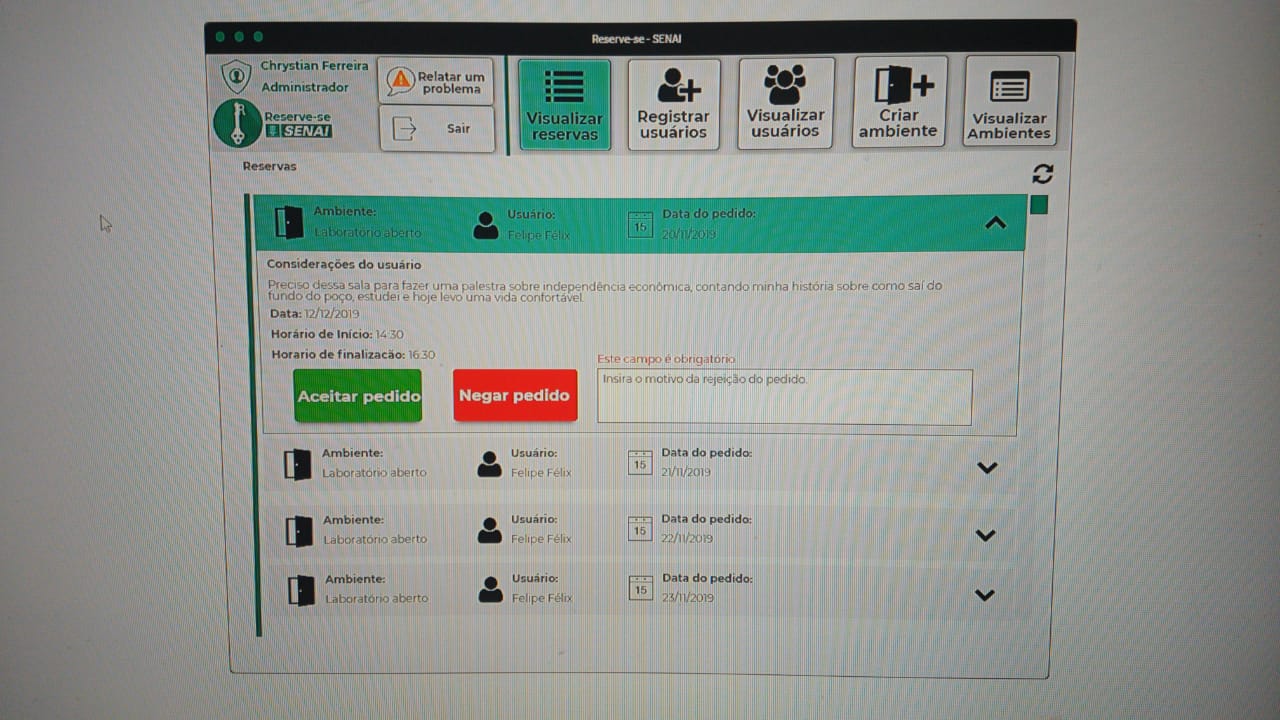 Reserve-se - SENAI
Chrystian Ferreira
Administrador
Reserve-se
SENAI
Relatar um
problema
Sair
Visualizar
reservas
Registrar
usuários
Visualizar
usuários
Criar
ambiente
Visualizar
Ambientes
Reservas
Ambiente:
Laboratório aberto
Usuário:
Felipe Félix
15
Data do pedido:
20/11/2019
Considerações do usuário
Preciso dessa sala para fazer uma palestra sobre independência econômica, contando minha história sobre como saí do
fundo do poço, estudei e hoje levo uma vida confortável.
Data: 12/12/2019
Horário de Início: 14:30
Horario de finalizacão: 16:30
Aceitar pedido
Negar pedido
Este campo é obrigatório
Insira o motivo da rejeição do pedido.
Ambiente:
Laboratório aberto
Usuário:
Felipe Félix
15
Data do pedido:
21/11/2019
Ambiente:
Laboratório aberto
Usuário:
Felipe Félix
15
Data do pedido:
22/11/2019
Ambiente:
Laboratório aberto
Usuário:
Felipe Félix
15
Data do pedido:
23/11/2019